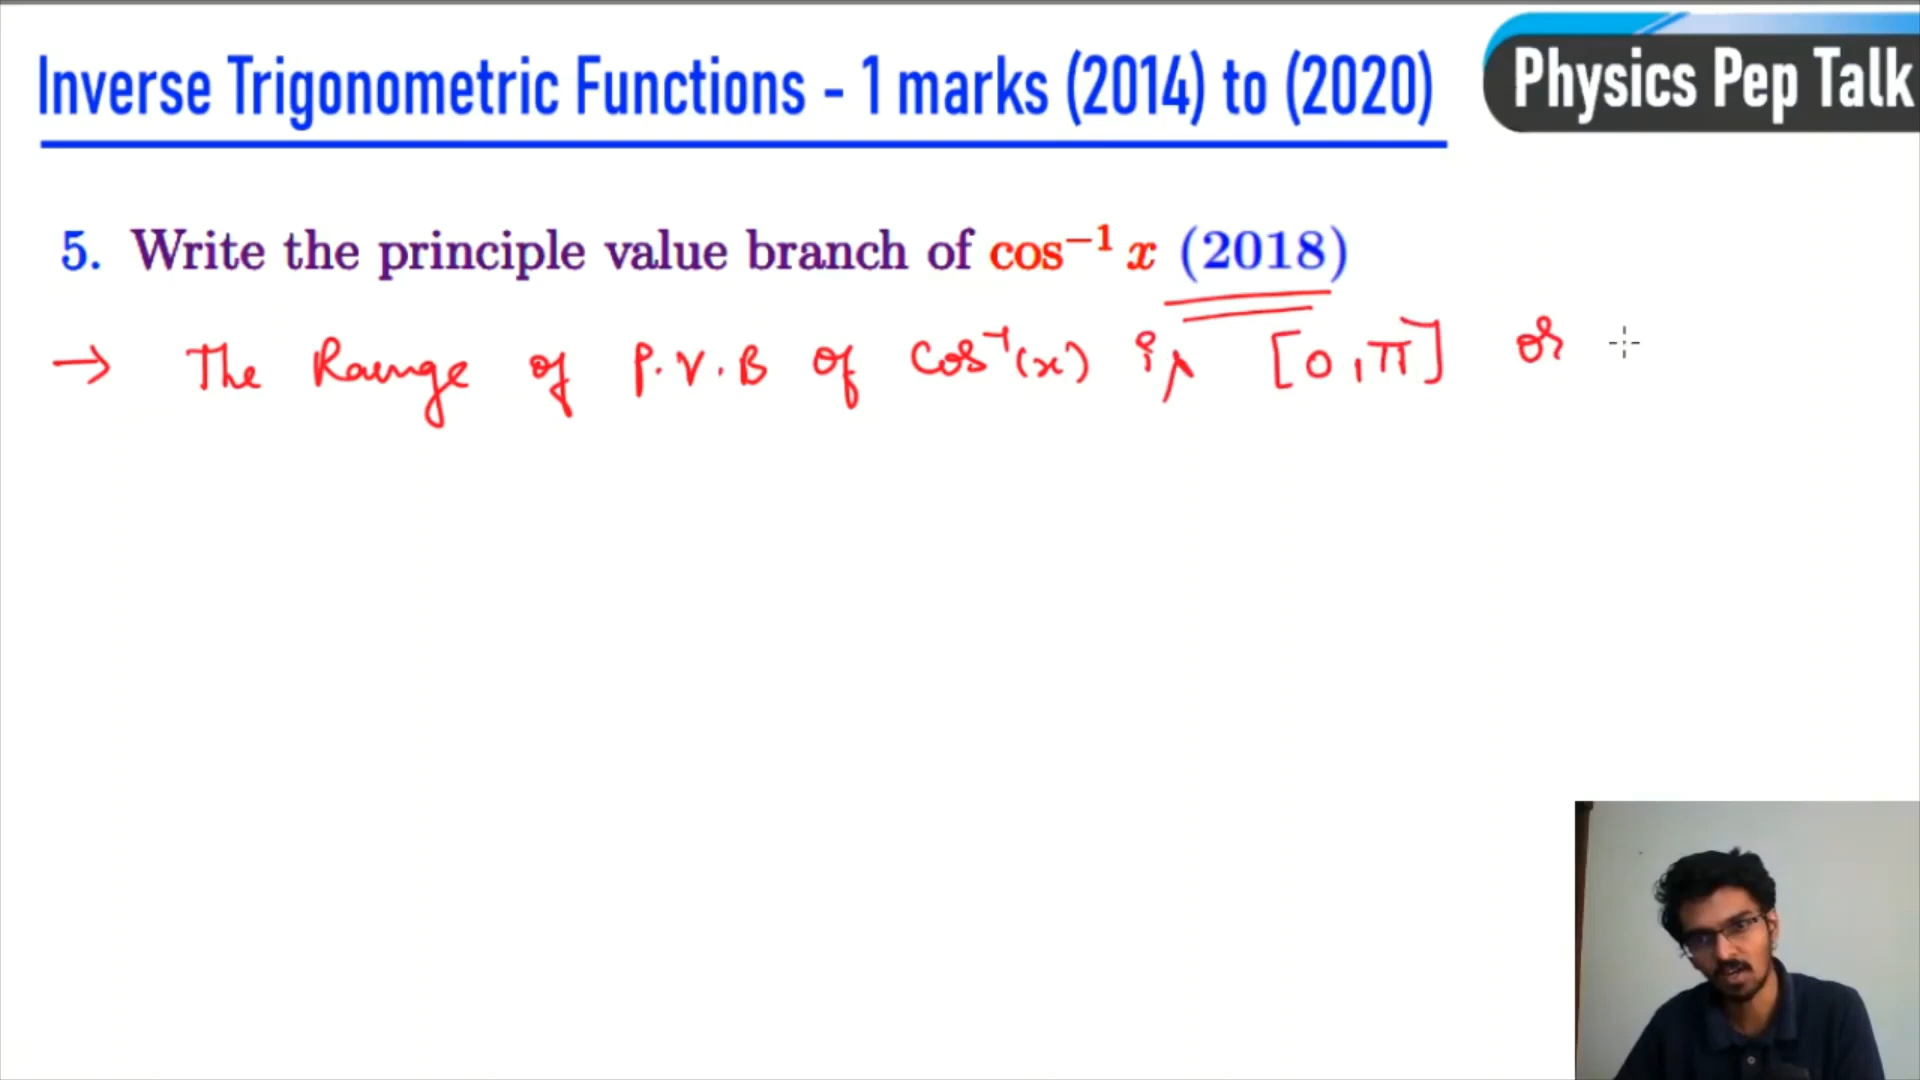 Inverse Trigonometric Functions - 1 marks (2014) to (2020)
Physics Pep Talk
5. Write the principle value branch of cos⁻¹ x (2018)
→ The Range of P.V.B of cos⁻¹(x) is [0,π] or